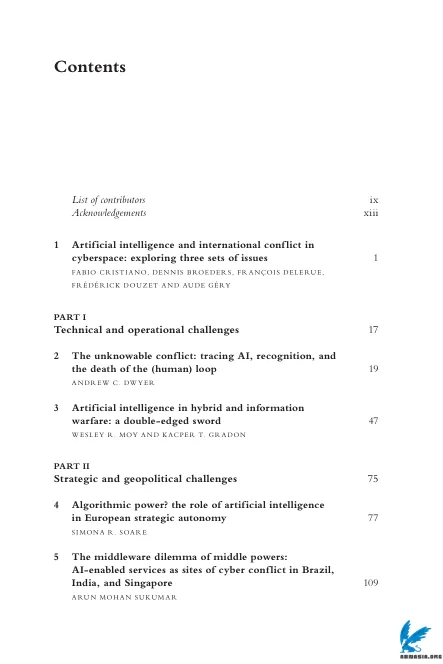 Contents
List of contributors ix
Acknowledgements xiii
1 Artificial intelligence and international conflict in
cyberspace: exploring three sets of issues 1
FABIO CRISTIANO, DENNIS BROEDERS, FRANÇOIS DELERUE,
FRÉDÉRICK DOUZET AND AUDE GÉRY
PART I
Technical and operational challenges 17
2 The unknowable conflict: tracing AI, recognition, and
the death of the (human) loop 19
ANDREW C. DWYER
3 Artificial intelligence in hybrid and information
warfare: a double-edged sword 47
WESLEY R. MOY AND KACPER T. GRADON
PART II
Strategic and geopolitical challenges 75
4 Algorithmic power? the role of artificial intelligence
in European strategic autonomy 77
SIMONA R. SOARE
5 The middleware dilemma of middle powers:
AI-enabled services as sites of cyber conflict in Brazil,
India, and Singapore 109
ARUN MOHAN SUKUMAR